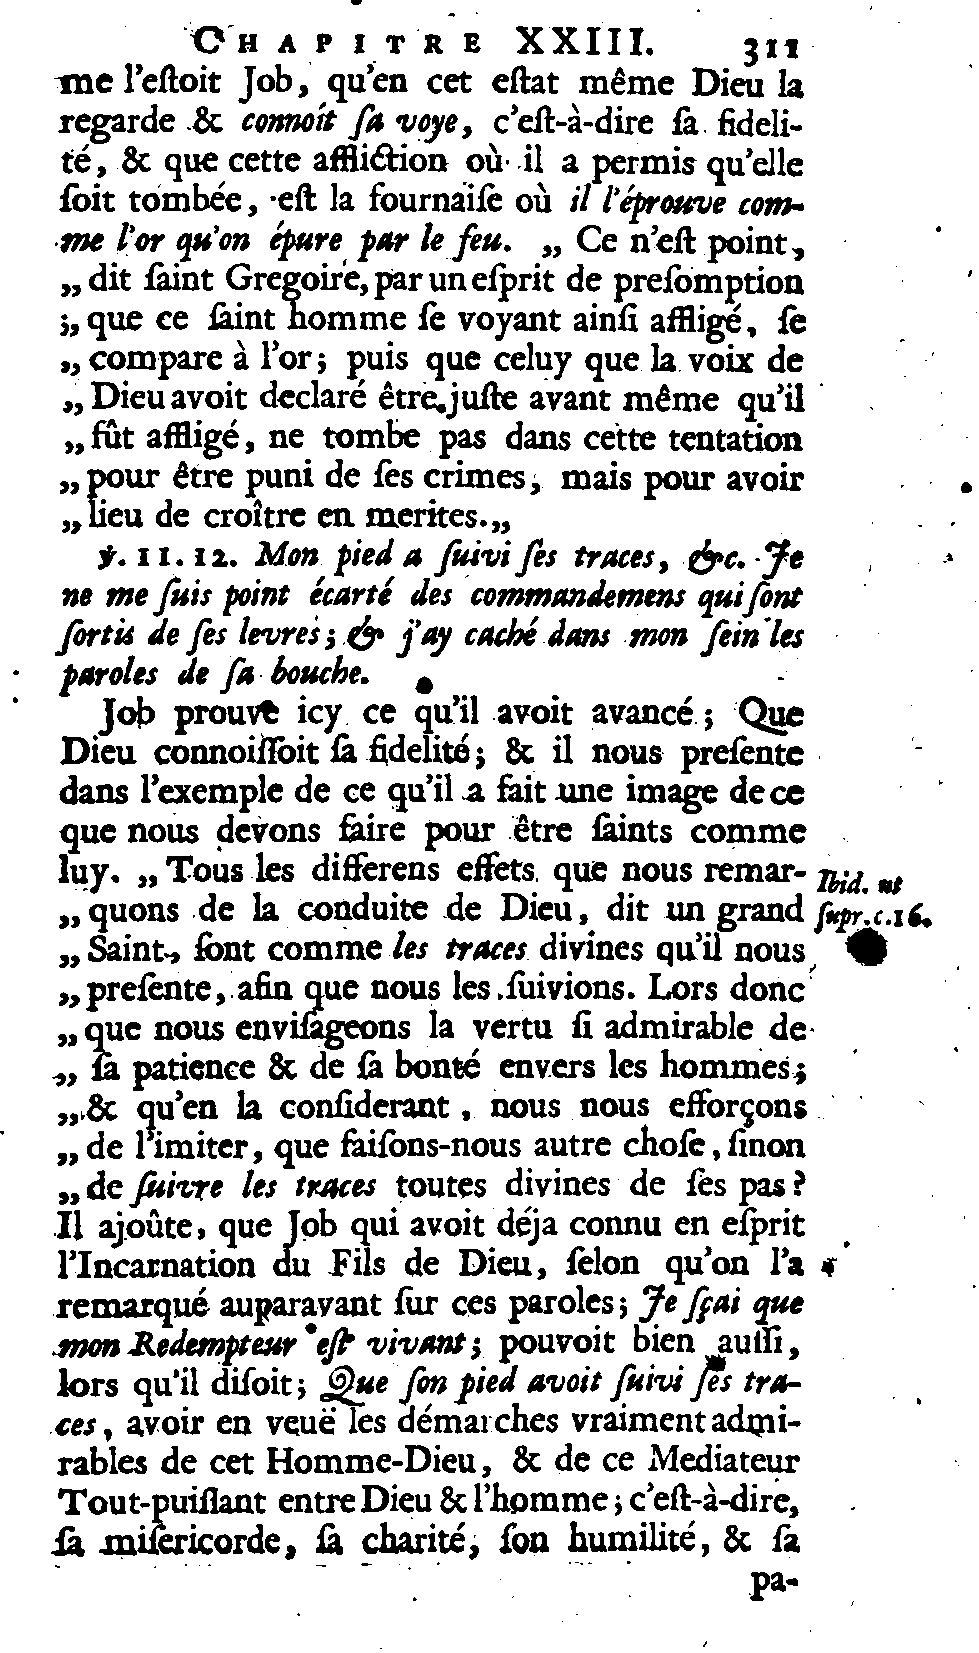 CHAPITRE XXIII. 311
me l'eſtoit Job, qu'en cet eſtat même Dieu la
regarde & connoît ſa voye, c'eſt-à-dire ſa fideli-
té, & que cette affliction où il a permis qu'elle
ſoit tombée, eſt la fournaiſe où il l'éprouve com-
me l'or qu'on épure par le feu. „ Ce n'eſt point,
„ dit ſaint Gregoire, par un eſprit de preſomption
„ que ce ſaint homme ſe voyant ainſi affligé, ſe
„ compare à l'or; puis que celuy que la voix de
„ Dieu avoit declaré être juſte avant même qu'il
„ fût affligé, ne tombe pas dans cette tentation
„ pour être puni de ſes crimes, mais pour avoir
„ lieu de croître en merites.„
ꝟ. 11. 12. Mon pied a ſuivi ſes traces, &c. Je
ne me ſuis point écarté des commandemens qui ſont
ſortis de ſes levres; & j'ay caché dans mon ſein les
paroles de ſa bouche.
Job prouve icy ce qu'il avoit avancé; Que
Dieu connoiſſoit ſa fidelité; & il nous preſente
dans l'exemple de ce qu'il a fait une image de ce
que nous devons faire pour être ſaints comme
luy. „ Tous les differens effets que nous remar-
„ quons de la conduite de Dieu, dit un grand
„ Saint, ſont comme les traces divines qu'il nous
„ preſente, afin que nous les ſuivions. Lors donc
„ que nous enviſageons la vertu ſi admirable de
„ ſa patience & de ſa bonté envers les hommes;
„ & qu'en la conſiderant, nous nous efforçons
„ de l'imiter, que faiſons-nous autre choſe, ſinon
„ de ſuivre les traces toutes divines de ſes pas?
Il ajoûte, que Job qui avoit déja connu en eſprit
l'Incarnation du Fils de Dieu, ſelon qu'on l'a
remarqué auparavant ſur ces paroles; Je ſçai que
mon Redempteur eſt vivant; pouvoit bien auſſi,
lors qu'il diſoit; Que ſon pied avoit ſuivi ſes tra-
ces, avoir en veuë les démarches vraiment admi-
rables de cet Homme-Dieu, & de ce Mediateur
Tout-puiſſant entre Dieu & l'homme; c'eſt-à-dire,
ſa miſericorde, ſa charité, ſon humilité, & ſa
pa-
Ibid. ut
ſupr. c. 16.